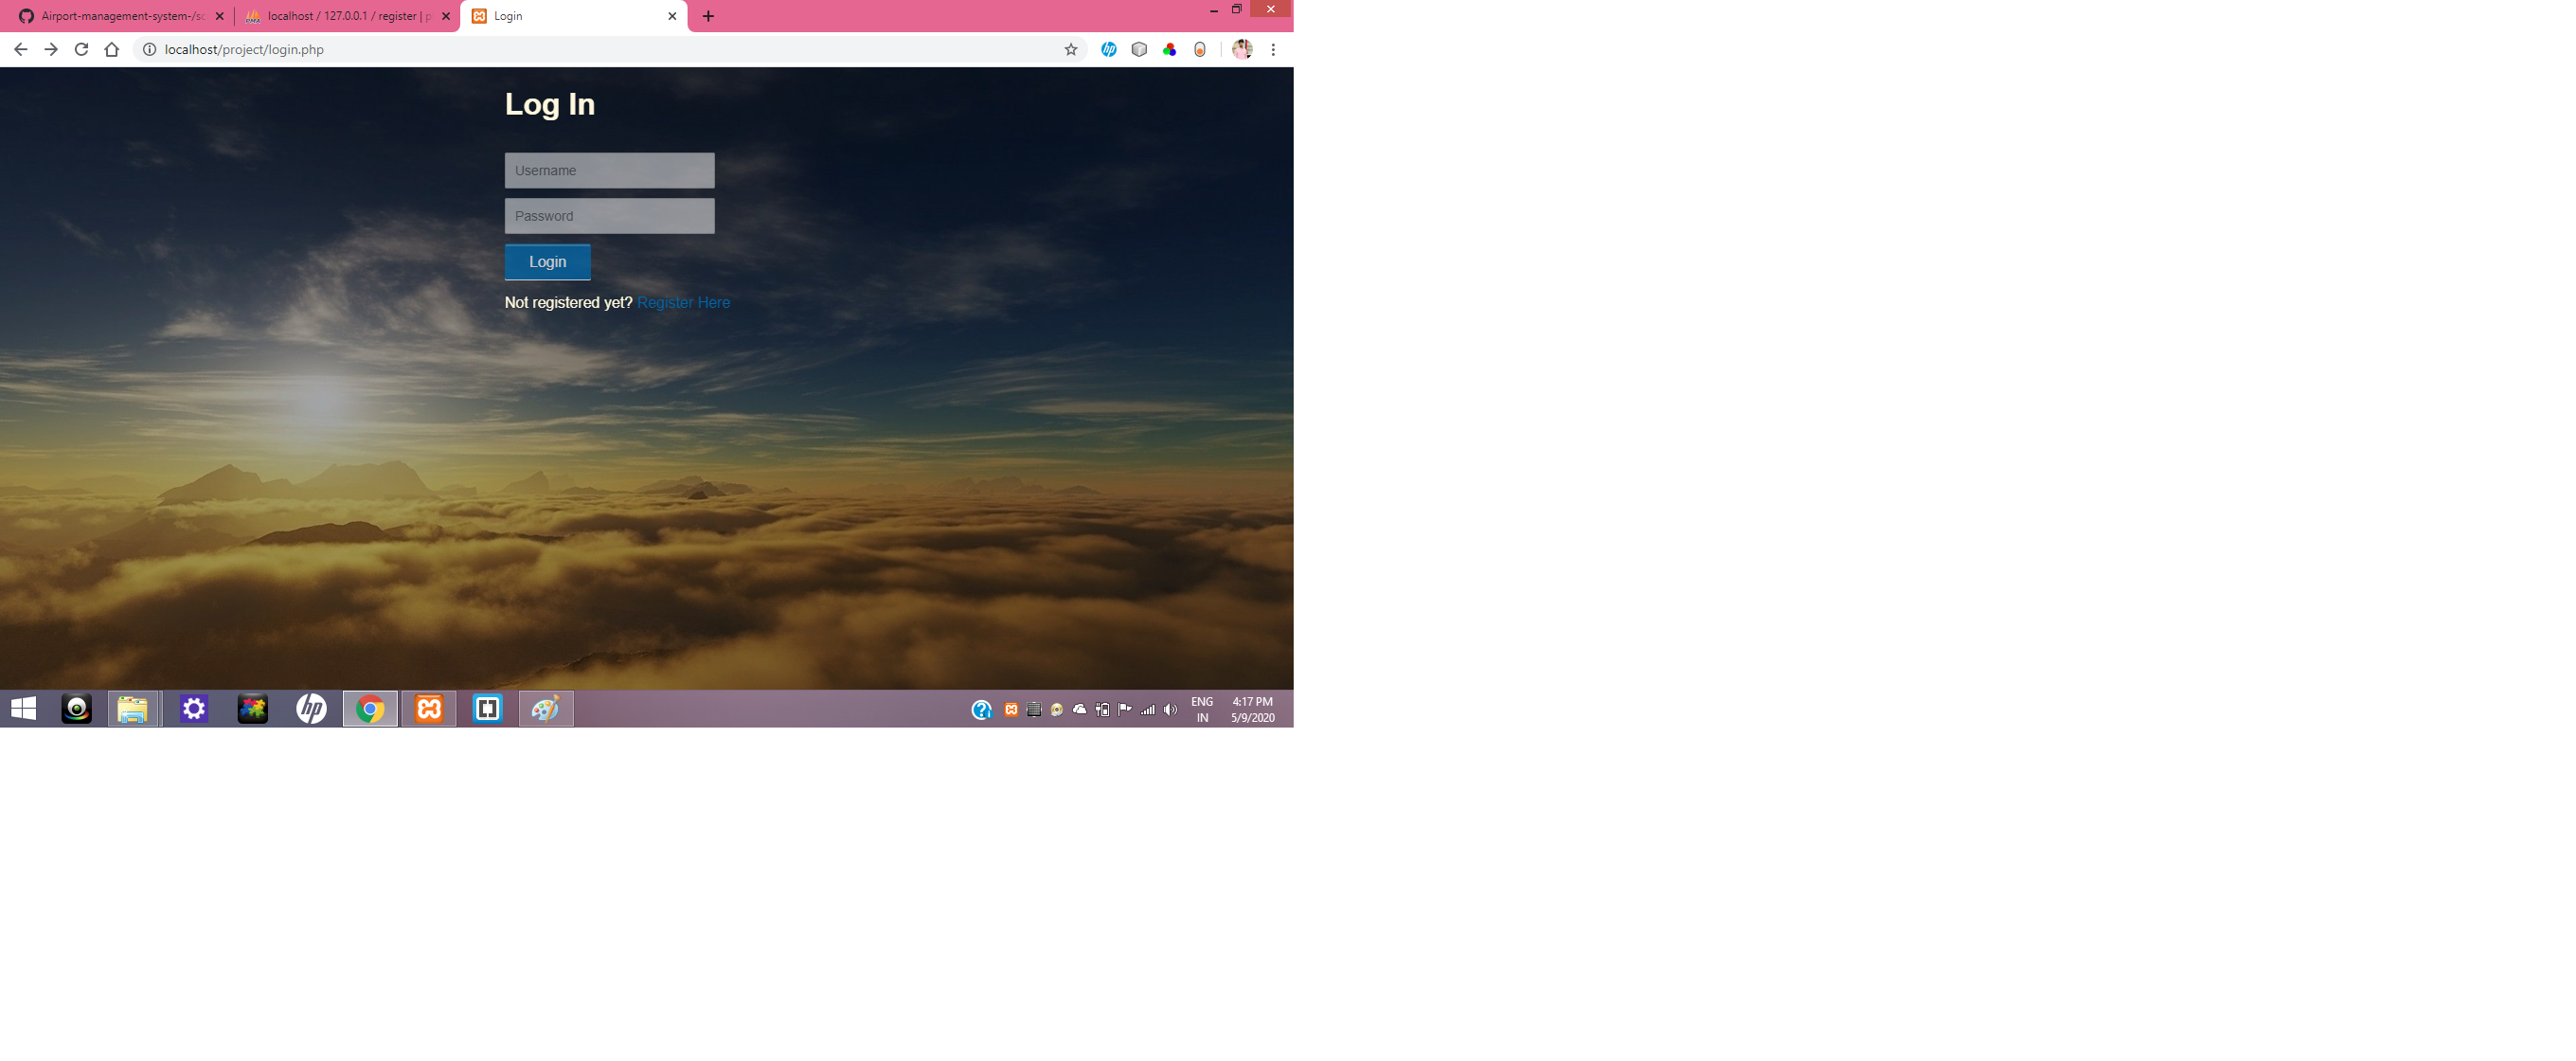 Airport-management-system-/sc
localhost / 127.0.0.1 / register | p
Login
localhost/project/login.php
Log In
Username
Password
Login
Not registered yet? Register Here
ENG
IN
4:17 PM
5/9/2020